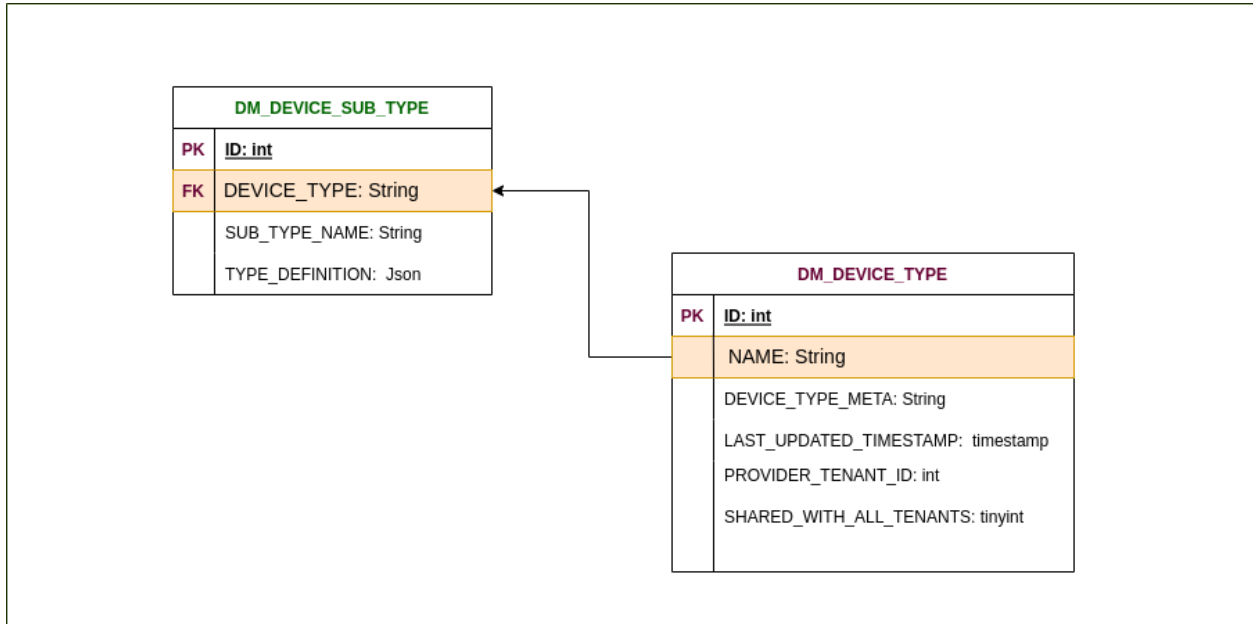 DM_DEVICE_SUB_TYPE
PK ID: int
FK DEVICE_TYPE: String
SUB_TYPE_NAME: String
TYPE_DEFINITION:  Json
DM_DEVICE_TYPE
PK ID: int
NAME: String
DEVICE_TYPE_META: String
LAST_UPDATED_TIMESTAMP:  timestamp
PROVIDER_TENANT_ID: int
SHARED_WITH_ALL_TENANTS: tinyint